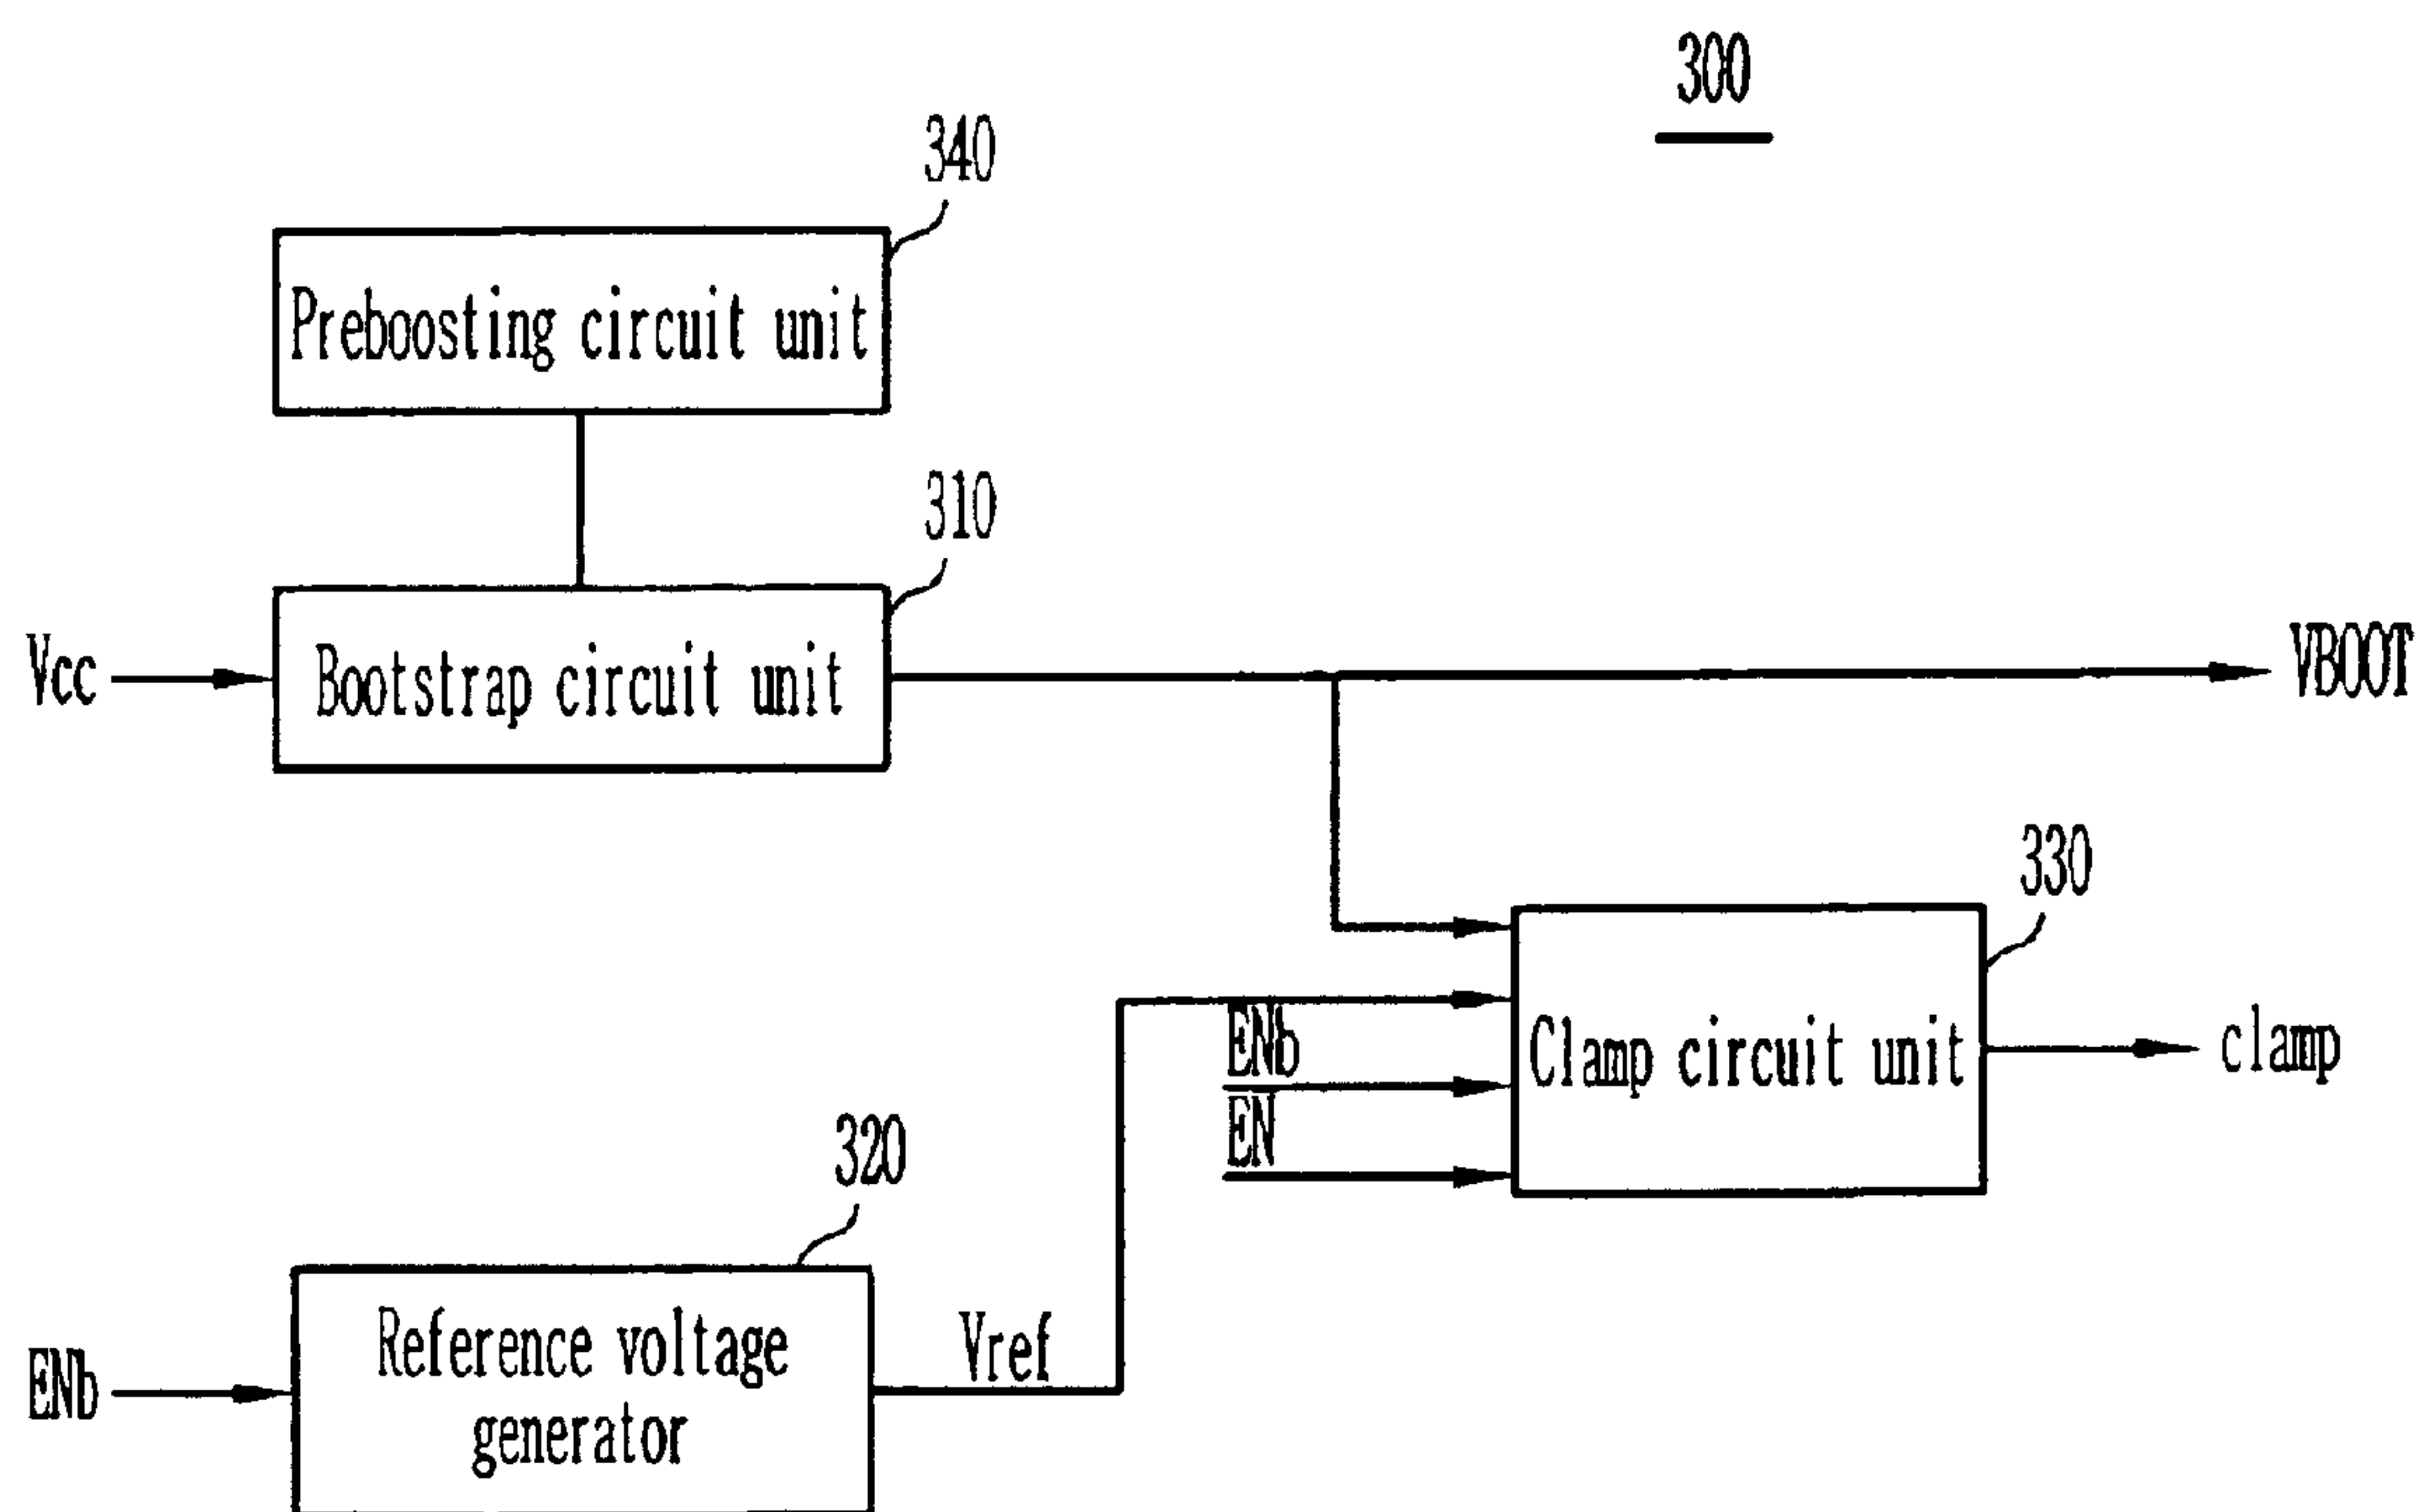 300
340
Preboosting circuit unit
310
Vcc
Bootstrap circuit unit
VBOOT
330
ENb
Clamp circuit unit
clamp
EN
320
Reference voltage
generator
Vref
ENb